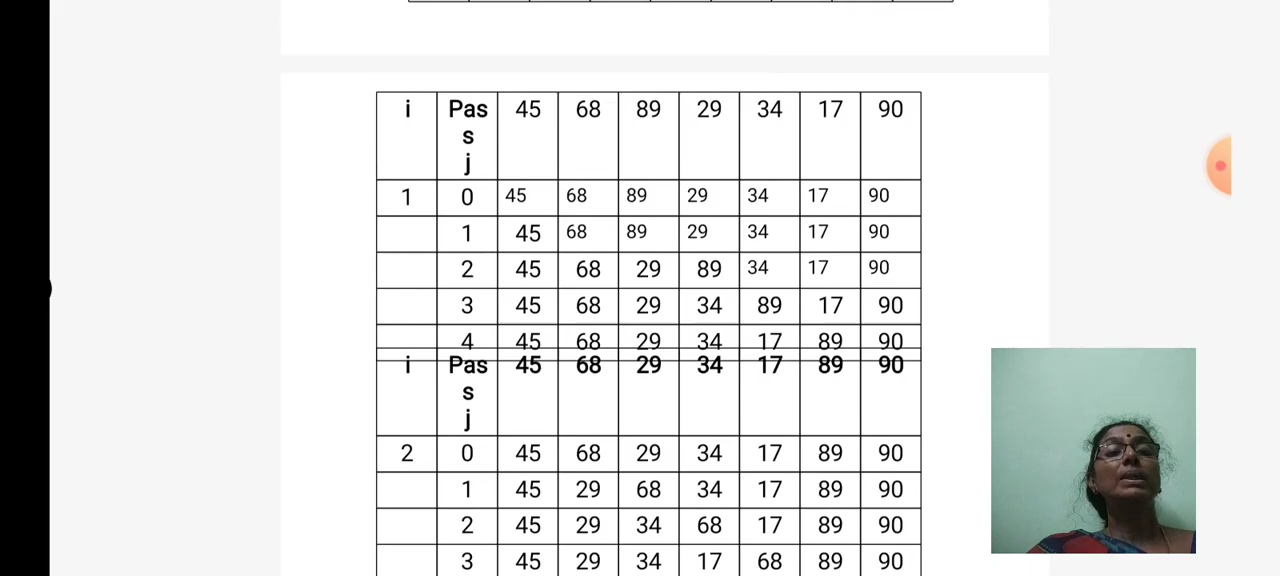 i Pas s j 45 68 89 29 34 17 90
1 0 45 68 89 29 34 17 90
1 45 68 89 29 34 17 90
2 45 68 29 89 34 17 90
3 45 68 29 34 89 17 90
4 45 68 29 34 17 89 90
i Pas s j 45 68 29 34 17 89 90
2 0 45 68 29 34 17 89 90
1 45 29 68 34 17 89 90
2 45 29 34 68 17 89 90
3 45 29 34 17 68 89 90